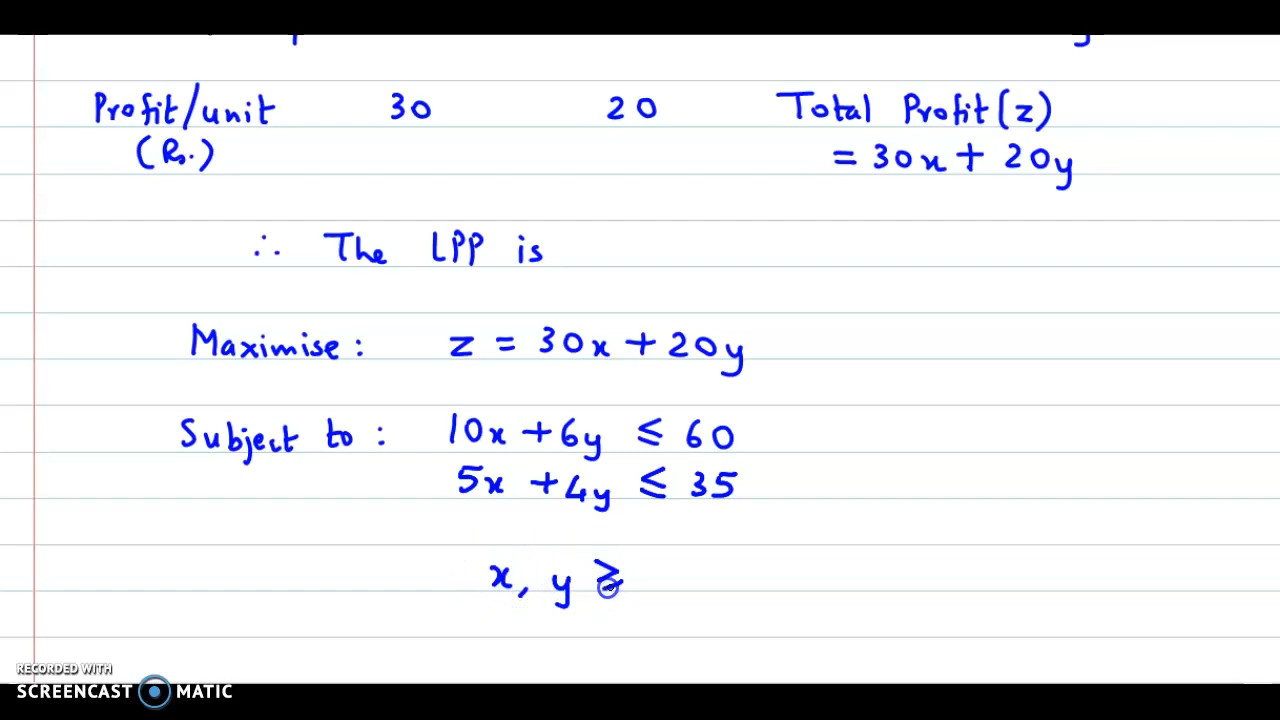 Profit/unit 30 20 Total Profit(z)
(Rs.) = 30x + 20y
∴ The LPP is
Maximise : z = 30x + 20y
Subject to : 10x + 6y ≤ 60
5x + 4y ≤ 35
x, y ≥
RECORDED WITH
SCREENCAST MATIC